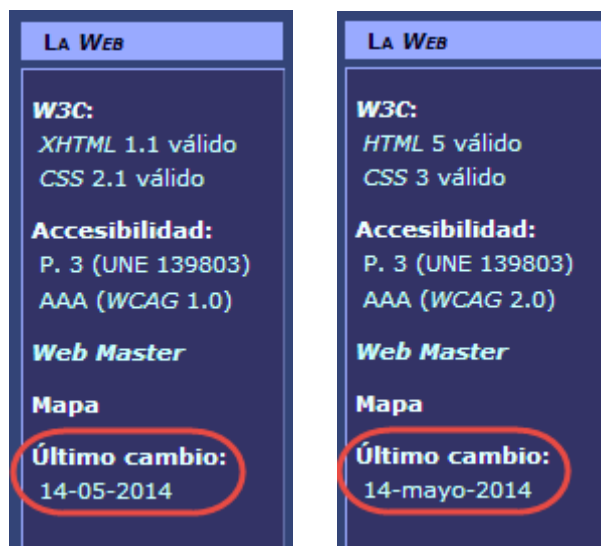 La Web
W3C:
XHTML 1.1 válido
CSS 2.1 válido
Accesibilidad:
P. 3 (UNE 139803)
AAA (WCAG 1.0)
Web Master
Mapa
Último cambio:
14-05-2014
La Web
W3C:
HTML 5 válido
CSS 3 válido
Accesibilidad:
P. 3 (UNE 139803)
AAA (WCAG 2.0)
Web Master
Mapa
Último cambio:
14-mayo-2014